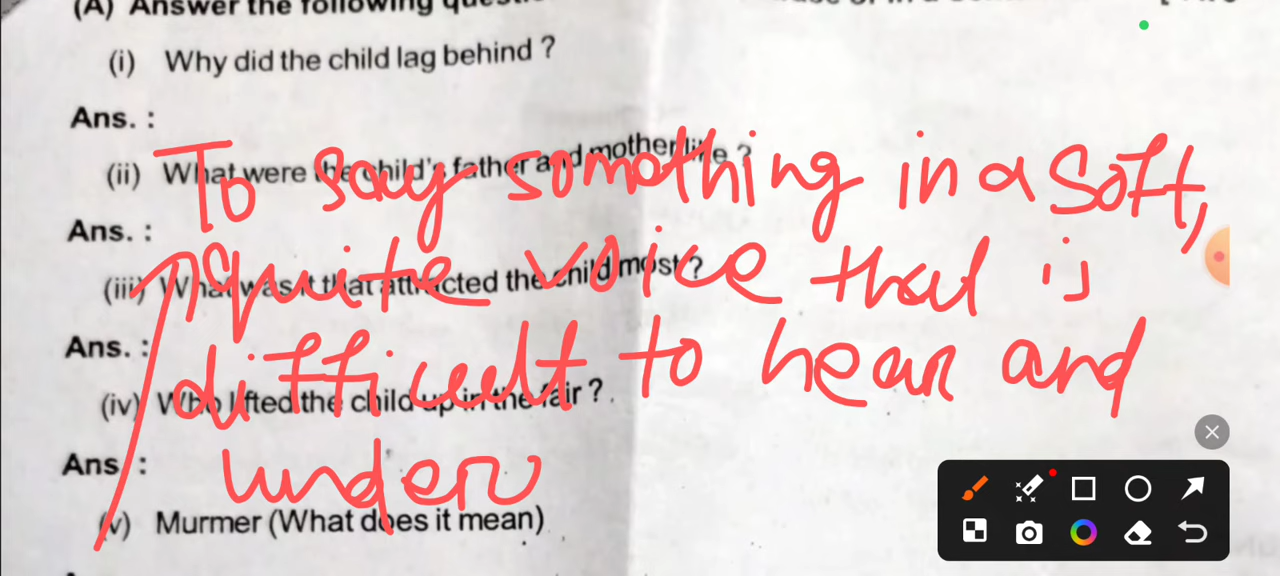 (A) Answer the following
(i) Why did the child lag behind ?
Ans. :
(ii) What were the child's father and mother like ?
To say something in a soft,
Ans. :
quite voice that is
(iii) What was it that attracted the child most ?
Ans. :
difficult to hear and
(iv) Who lifted the child up in the fair ?
Ans :
under
(v) Murmer (What does it mean)